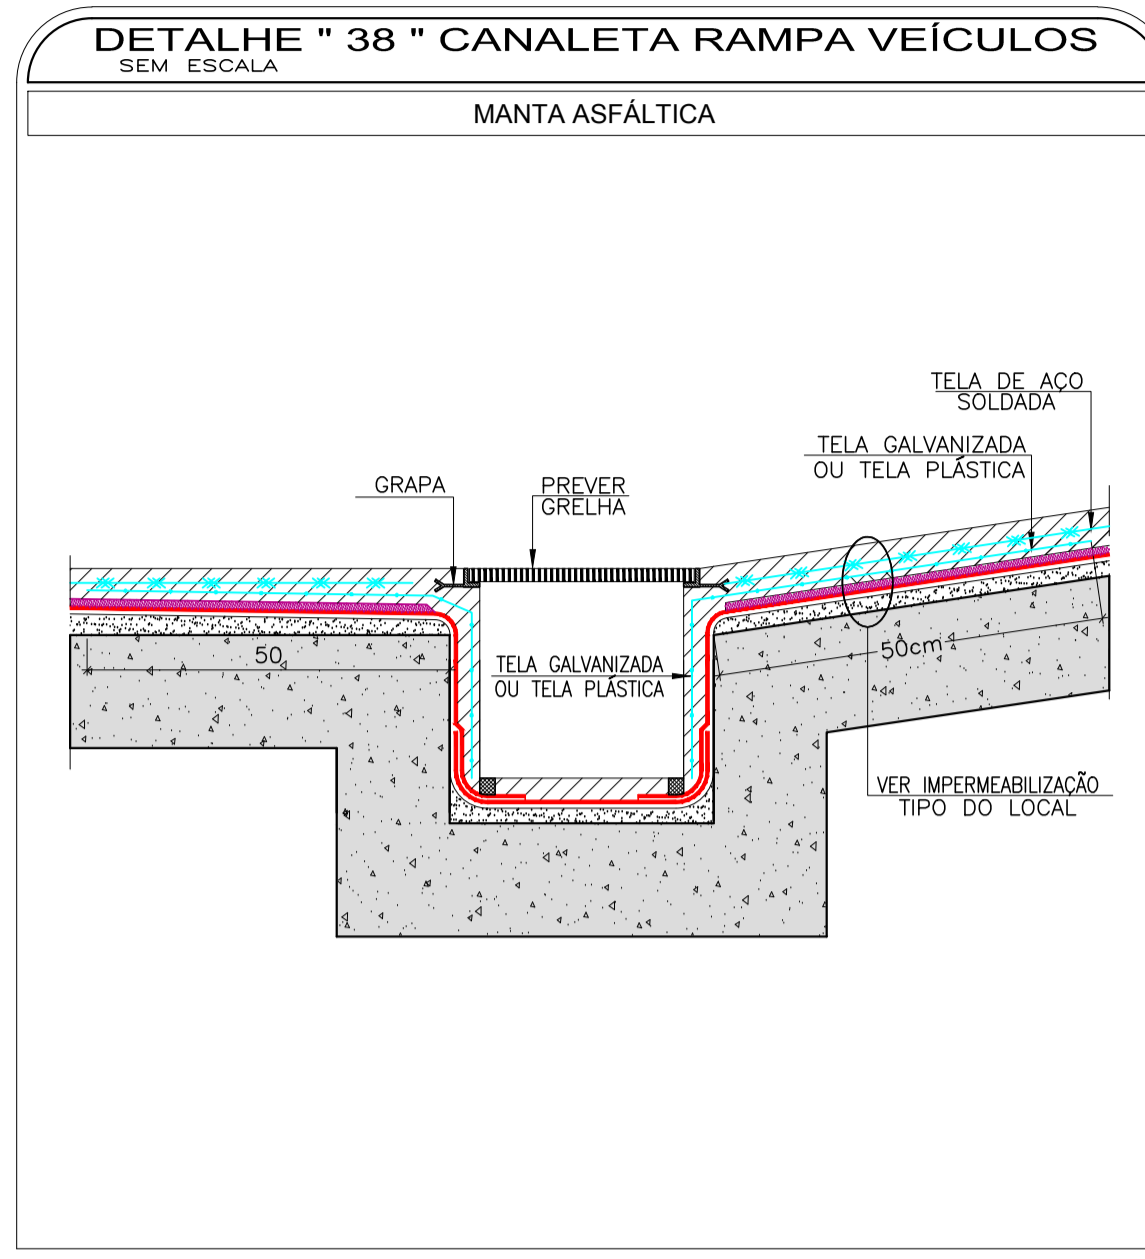 DETALHE " 38 " CANALETA RAMPA VEÍCULOS
SEM ESCALA
MANTA ASFÁLTICA
TELA DE AÇO
SOLDADA
TELA GALVANIZADA
OU TELA PLÁSTICA
GRAPA
PREVER
GRELHA
50
50cm
TELA GALVANIZADA
OU TELA PLÁSTICA
VER IMPERMEABILIZAÇÃO
TIPO DO LOCAL